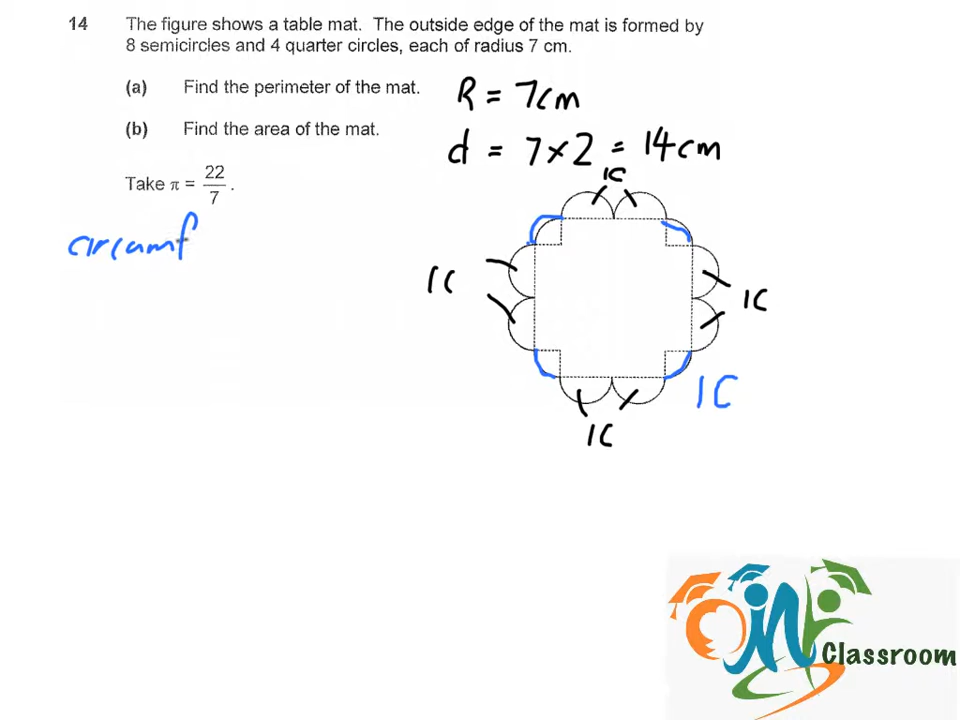 14 The figure shows a table mat. The outside edge of the mat is formed by
8 semicircles and 4 quarter circles, each of radius 7 cm.
(a) Find the perimeter of the mat.
R = 7cm
(b) Find the area of the mat.
d = 7×2 = 14cm
Take π = 22/7 .
1C
circumf
1C
1C
1C
1C
Classroom